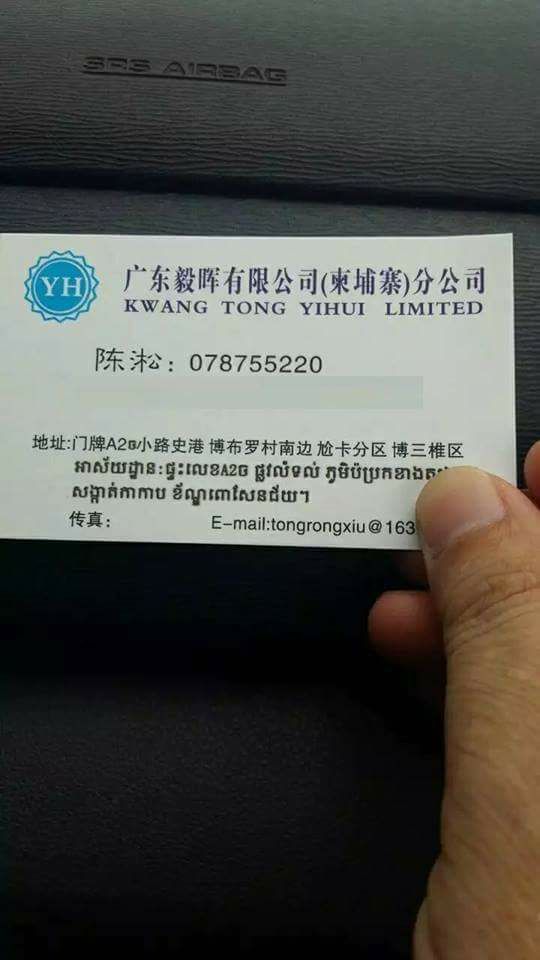 SRS AIRBAG
YH
广东毅晖有限公司(柬埔寨)分公司
KWANG TONG YIHUI LIMITED
陈淞: 078755220
地址:门牌A2ច小路史港 博布罗村南边 尬卡分区 博三椎区
អាស័យដ្ឋាន:ផ្ទះលេខA2ច ផ្លូវលំទល់ ភូមិប៉ប្រកខាងត្បូង
សង្កាត់កាកាប ខ័ណ្ឌពោសែនជ័យ។
传真:
E-mail:tongrongxiu@163